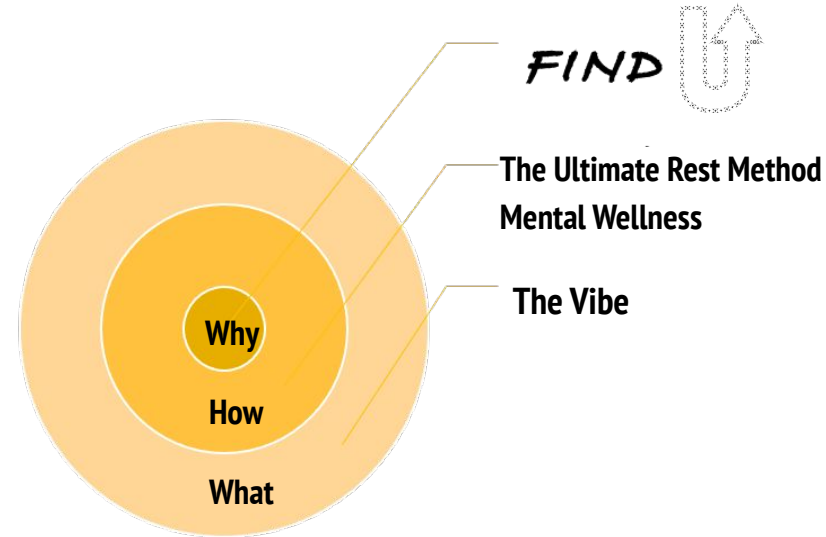 FIND U
The Ultimate Rest Method
Mental Wellness
The Vibe
Why
How
What